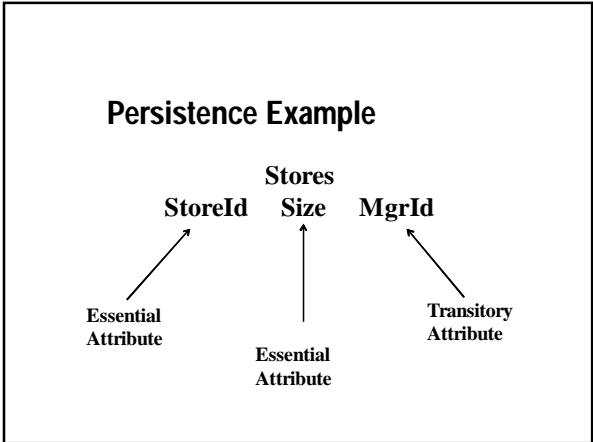 Persistence Example
Stores
StoreId Size MgrId
Essential
Attribute
Essential
Attribute
Transitory
Attribute